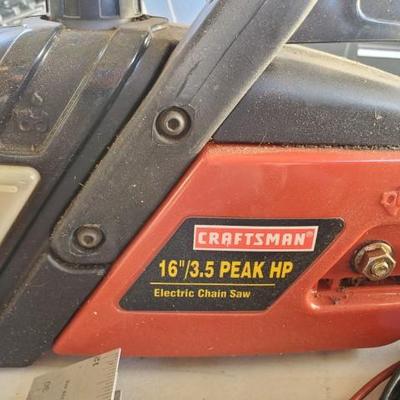 CRAFTSMAN®
16"/3.5 PEAK HP
Electric Chain Saw